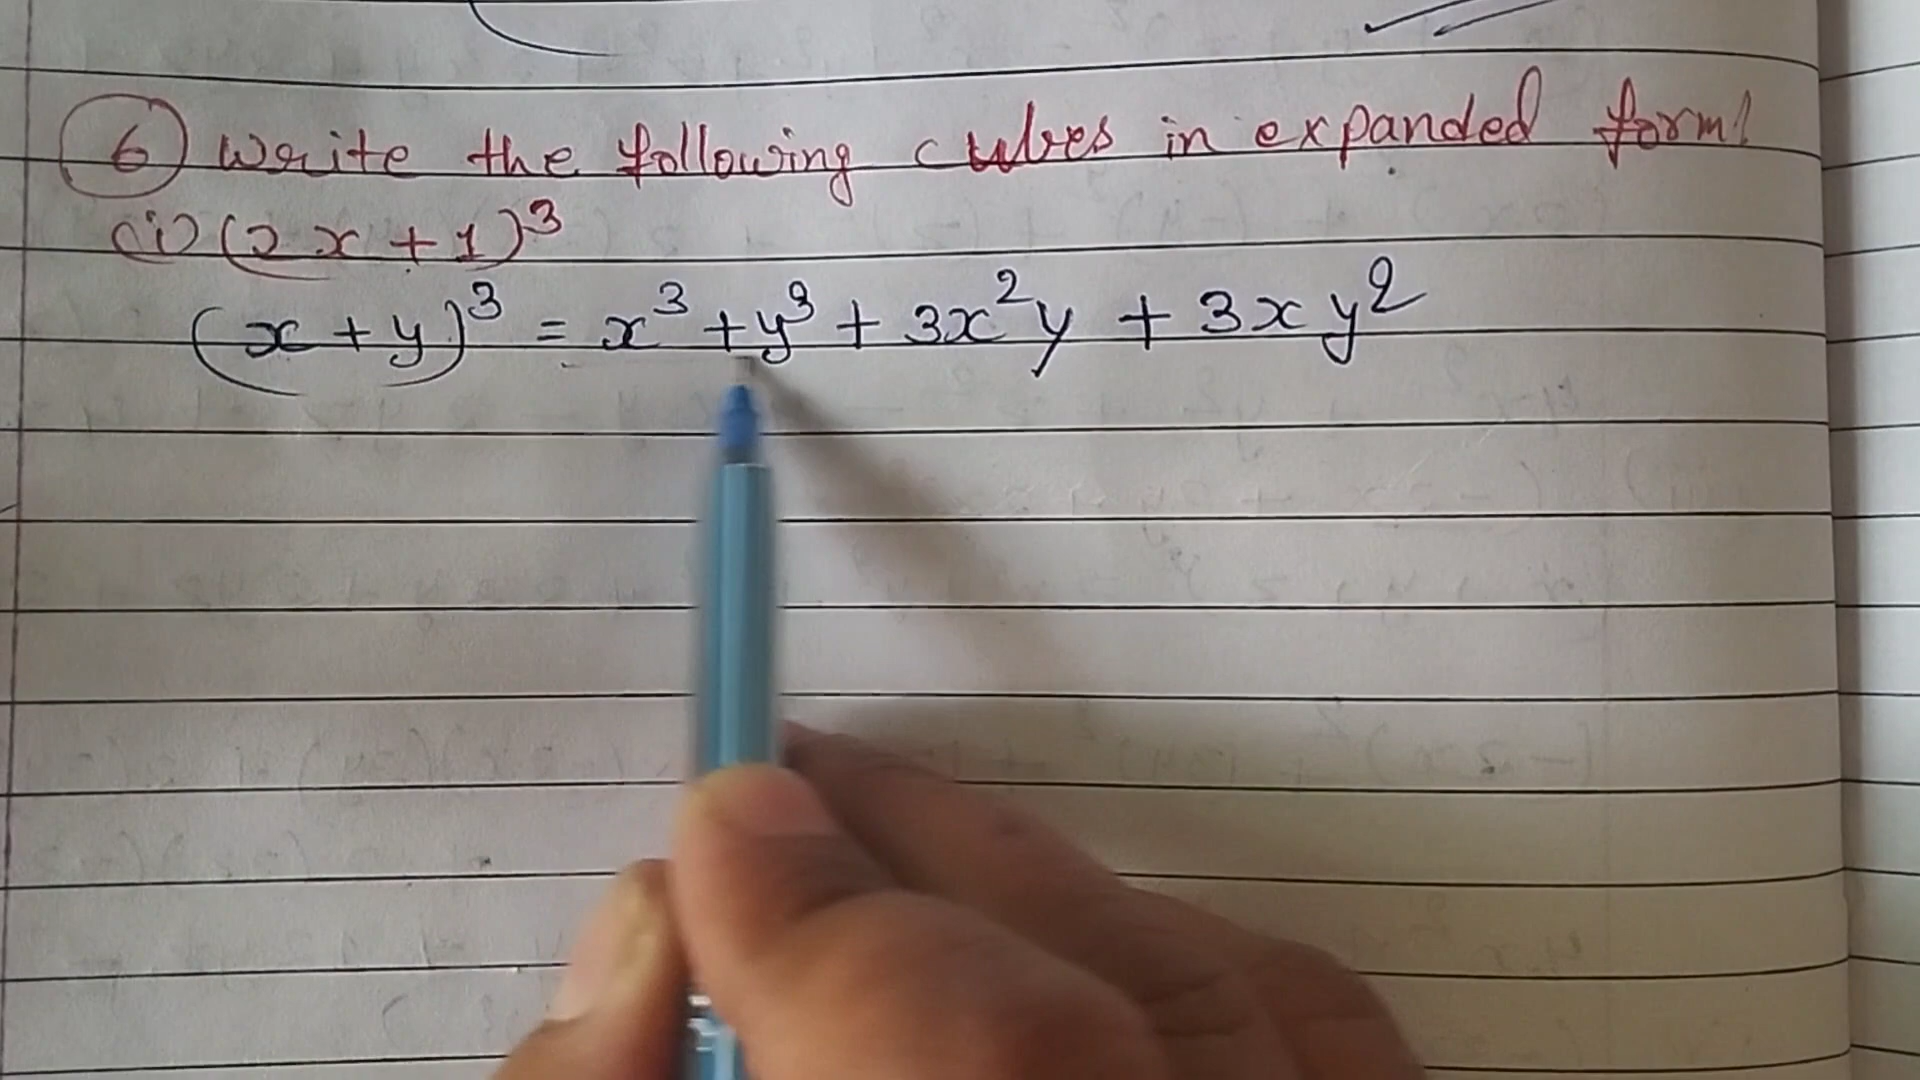 6 Write the following cubes in expanded form:
(i) (2x+1)³
(x+y)³ = x³+y³+3x²y+3xy²